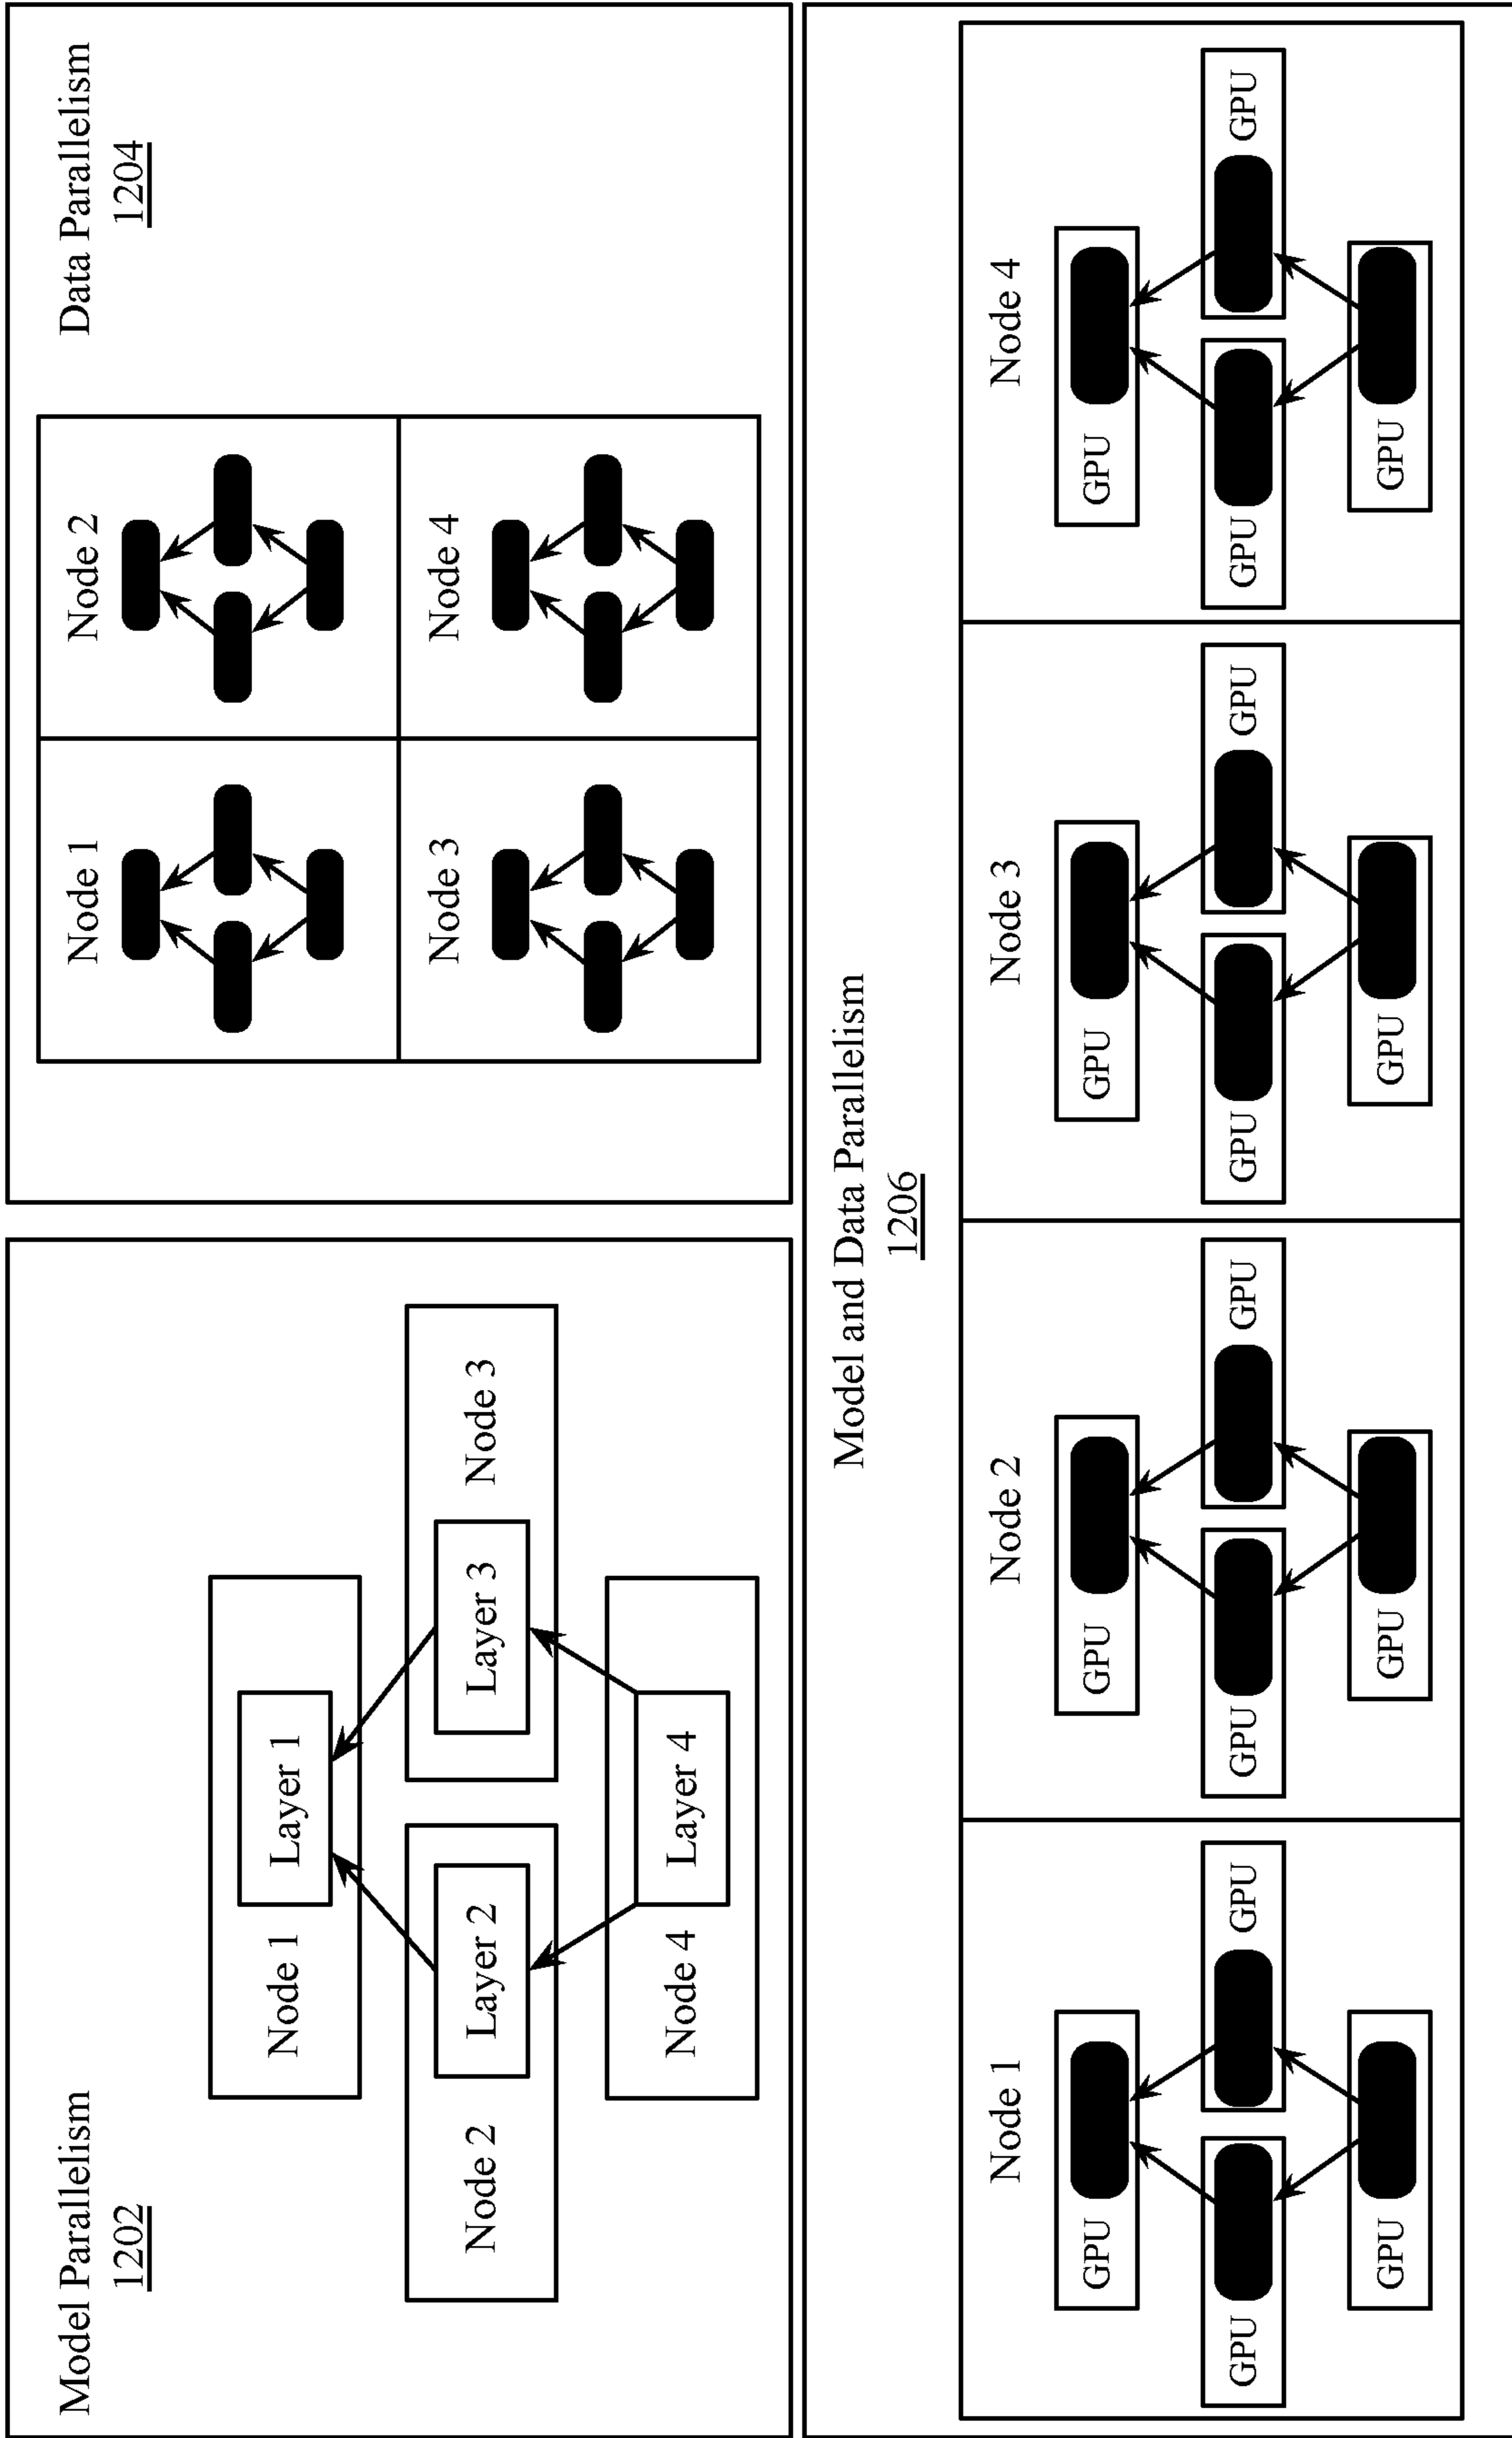 Model Parallelism
1202
Node 1
Layer 1
Node 2
Layer 2
Layer 3
Node 3
Node 4
Layer 4
Data Parallelism
1204
Node 1
Node 2
Node 3
Node 4
Model and Data Parallelism
1206
Node 1
GPU
GPU
GPU
GPU
Node 2
GPU
GPU
GPU
GPU
Node 3
GPU
GPU
GPU
GPU
Node 4
GPU
GPU
GPU
GPU